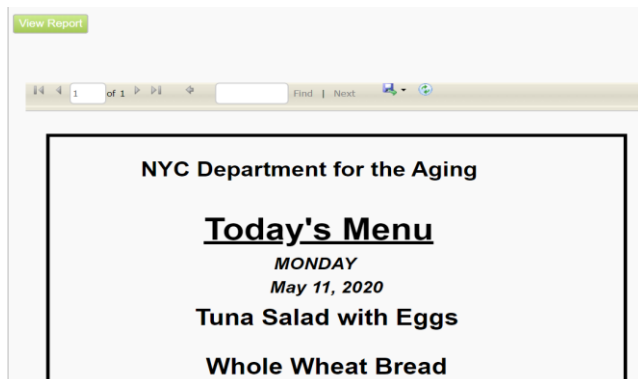 View Report
1 of 1 Find | Next
NYC Department for the Aging
Today's Menu
MONDAY
May 11, 2020
Tuna Salad with Eggs
Whole Wheat Bread